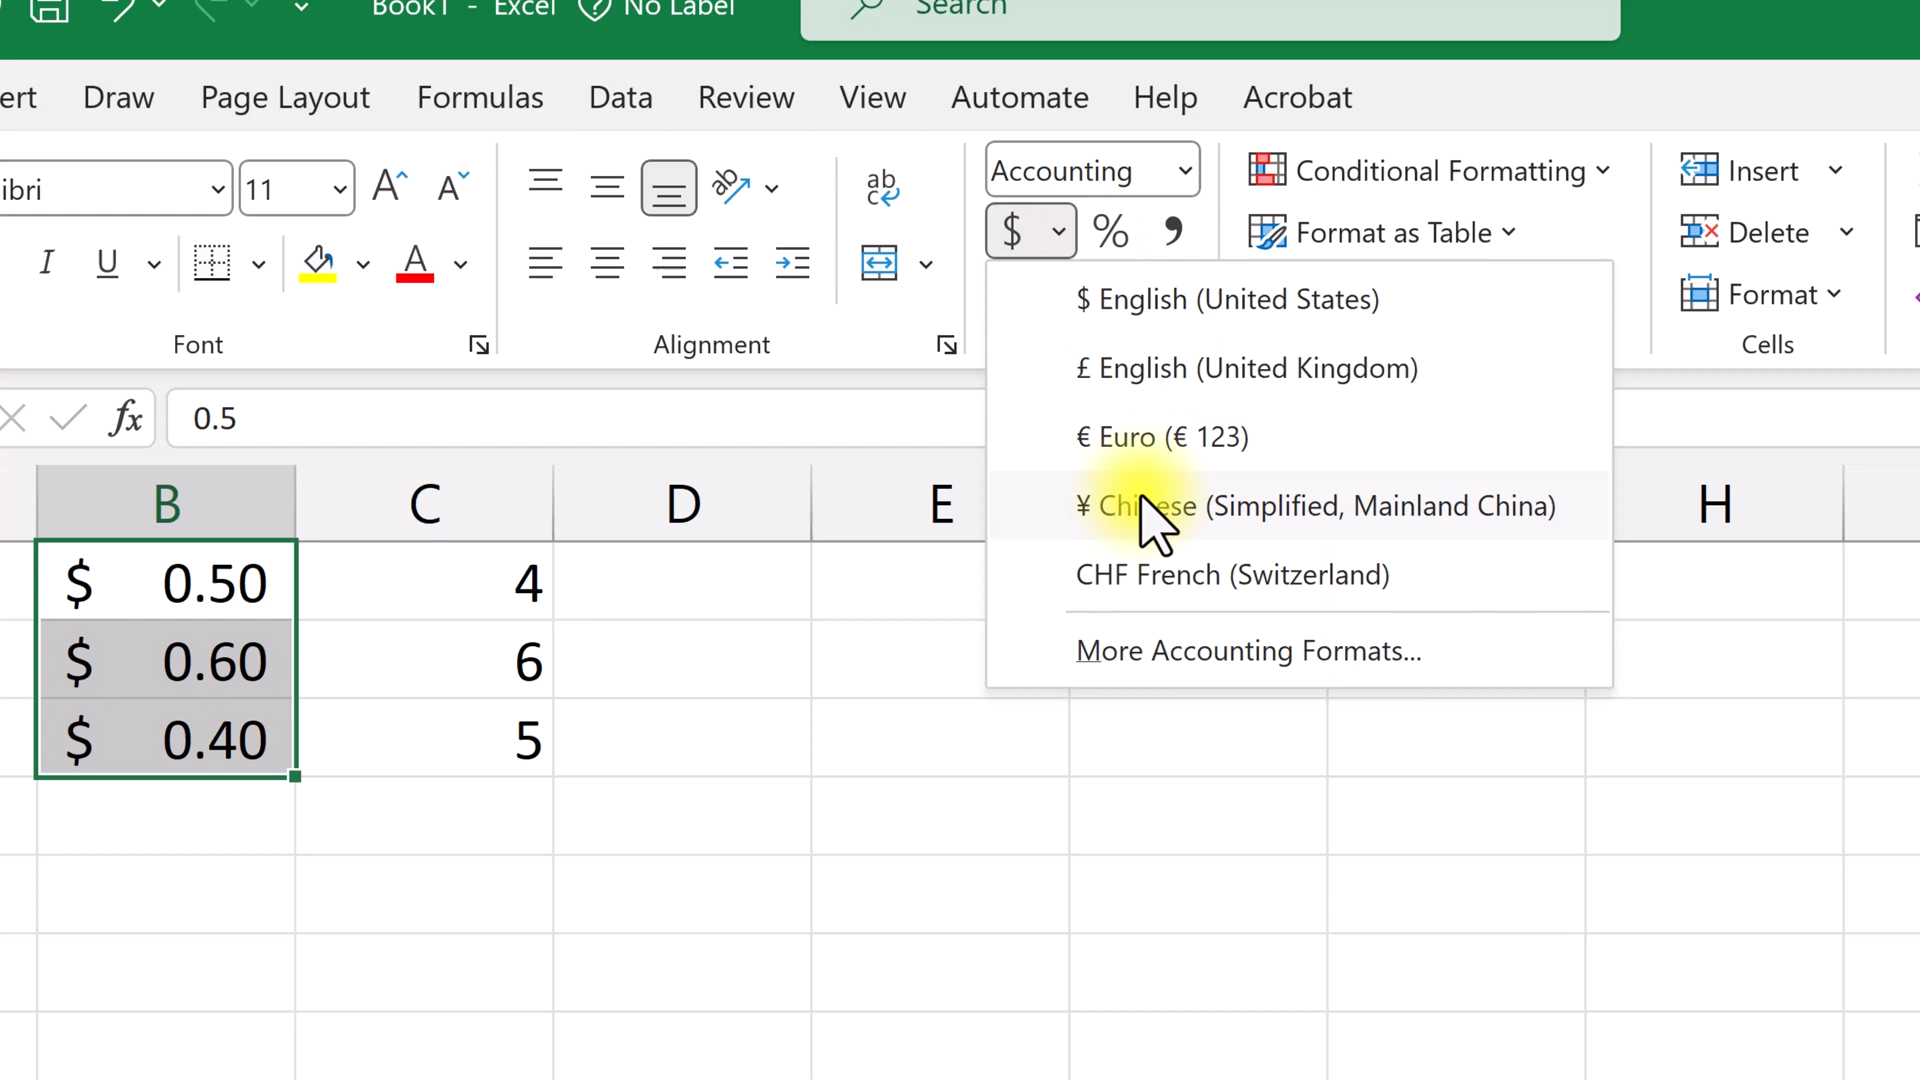 Book1 - Excel No Label
Search
ert Draw Page Layout Formulas Data Review View Automate Help Acrobat
ibri 11 ab Accounting Conditional Formatting Insert
I U A $ % , Format as Table Delete
Format
Font Alignment Cells
$ English (United States)
£ English (United Kingdom)
€ Euro (€ 123)
¥ Chinese (Simplified, Mainland China)
CHF French (Switzerland)
More Accounting Formats...
fx 0.5
B C D E H
$ 0.50 4
$ 0.60 6
$ 0.40 5